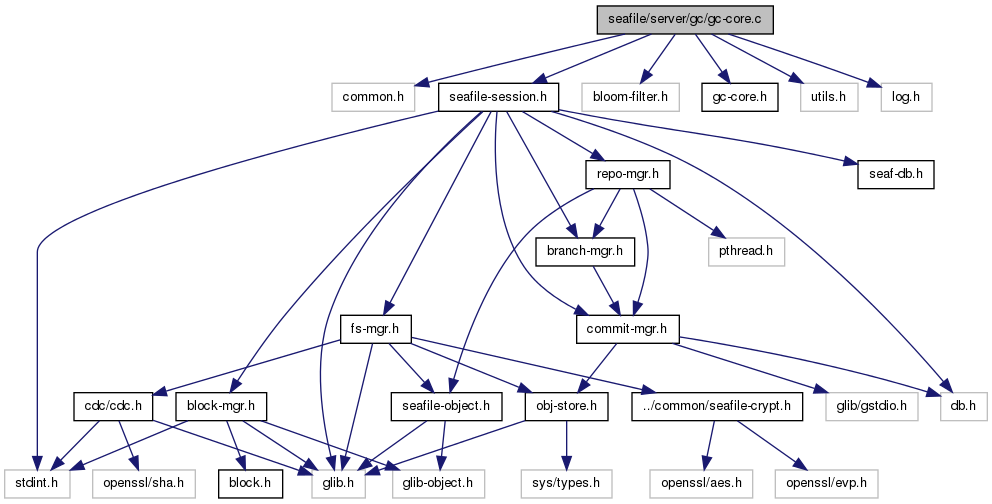 seafile/server/gc/gc-core.c
common.h
seafile-session.h
bloom-filter.h
gc-core.h
utils.h
log.h
repo-mgr.h
seaf-db.h
branch-mgr.h
pthread.h
fs-mgr.h
commit-mgr.h
cdc/cdc.h
block-mgr.h
seafile-object.h
obj-store.h
../common/seafile-crypt.h
glib/gstdio.h
db.h
stdint.h
openssl/sha.h
block.h
glib.h
glib-object.h
sys/types.h
openssl/aes.h
openssl/evp.h